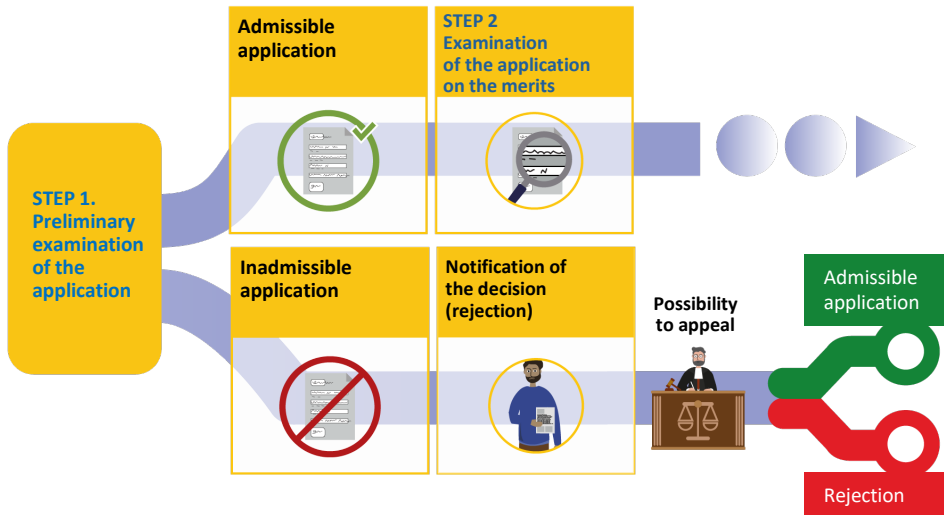 STEP 1.
Preliminary
examination
of the
application
Admissible
application
STEP 2
Examination
of the application
on the merits
Inadmissible
application
Notification of
the decision
(rejection)
Possibility
to appeal
Admissible
application
Rejection